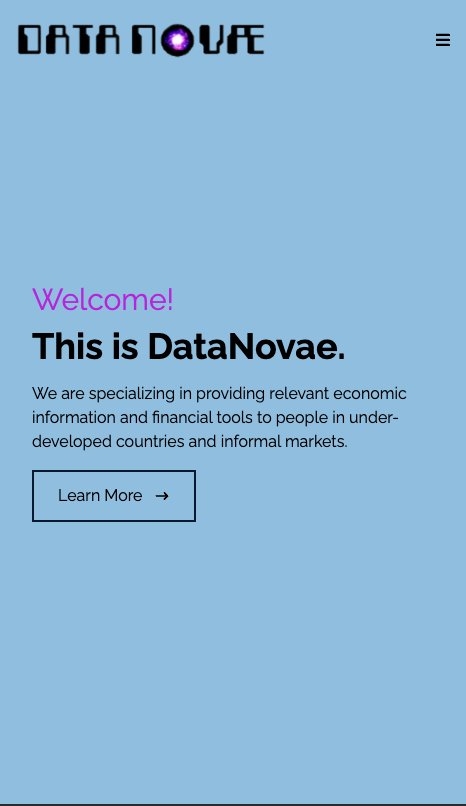 DATA NOVÆ
Welcome!
This is DataNovae.
We are specializing in providing relevant economic
information and financial tools to people in under-
developed countries and informal markets.
Learn More →